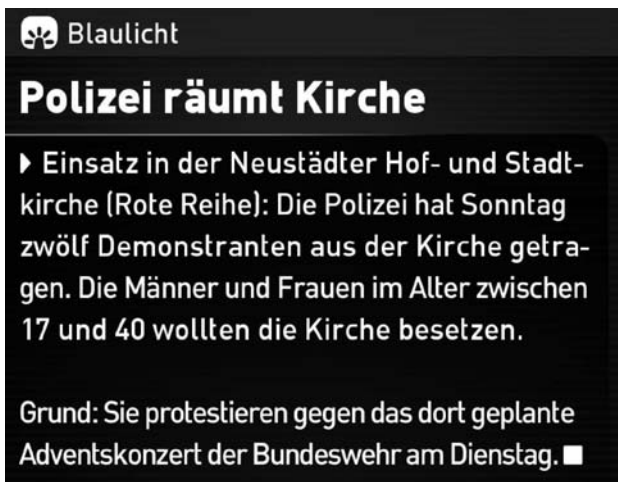 Blaulicht
Polizei räumt Kirche
Einsatz in der Neustädter Hof- und Stadt-
kirche (Rote Reihe): Die Polizei hat Sonntag
zwölf Demonstranten aus der Kirche getra-
gen. Die Männer und Frauen im Alter zwischen
17 und 40 wollten die Kirche besetzen.
Grund: Sie protestieren gegen das dort geplante
Adventskonzert der Bundeswehr am Dienstag.